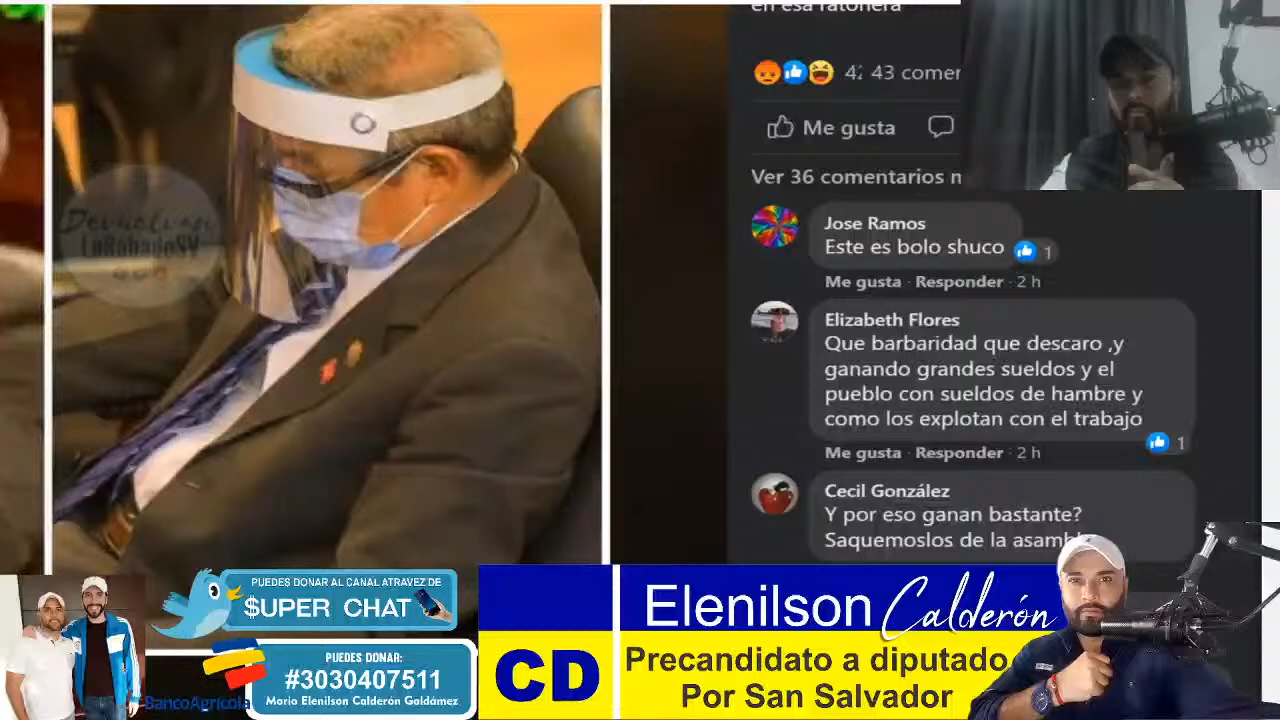 en esa ratonera
43 comer
Me gusta
Ver 36 comentarios m
Jose Ramos
Este es bolo shuco
1
Me gusta · Responder · 2 h
Elizabeth Flores
Que barbaridad que descaro ,y
ganando grandes sueldos y el
pueblo con sueldos de hambre y
como los explotan con el trabajo
1
Me gusta · Responder · 2 h
Cecil González
Y por eso ganan bastante?
Saquemoslos de la asambl
Devuelvan
LoRobadoSV
PUEDES DONAR AL CANAL ATRAVEZ DE
$UPER CHAT
PUEDES DONAR:
#3030407511
Mario Elenilson Calderón Galdámez
BancoAgrícola
Elenilson Calderón
CD
Precandidato a diputado
Por San Salvador